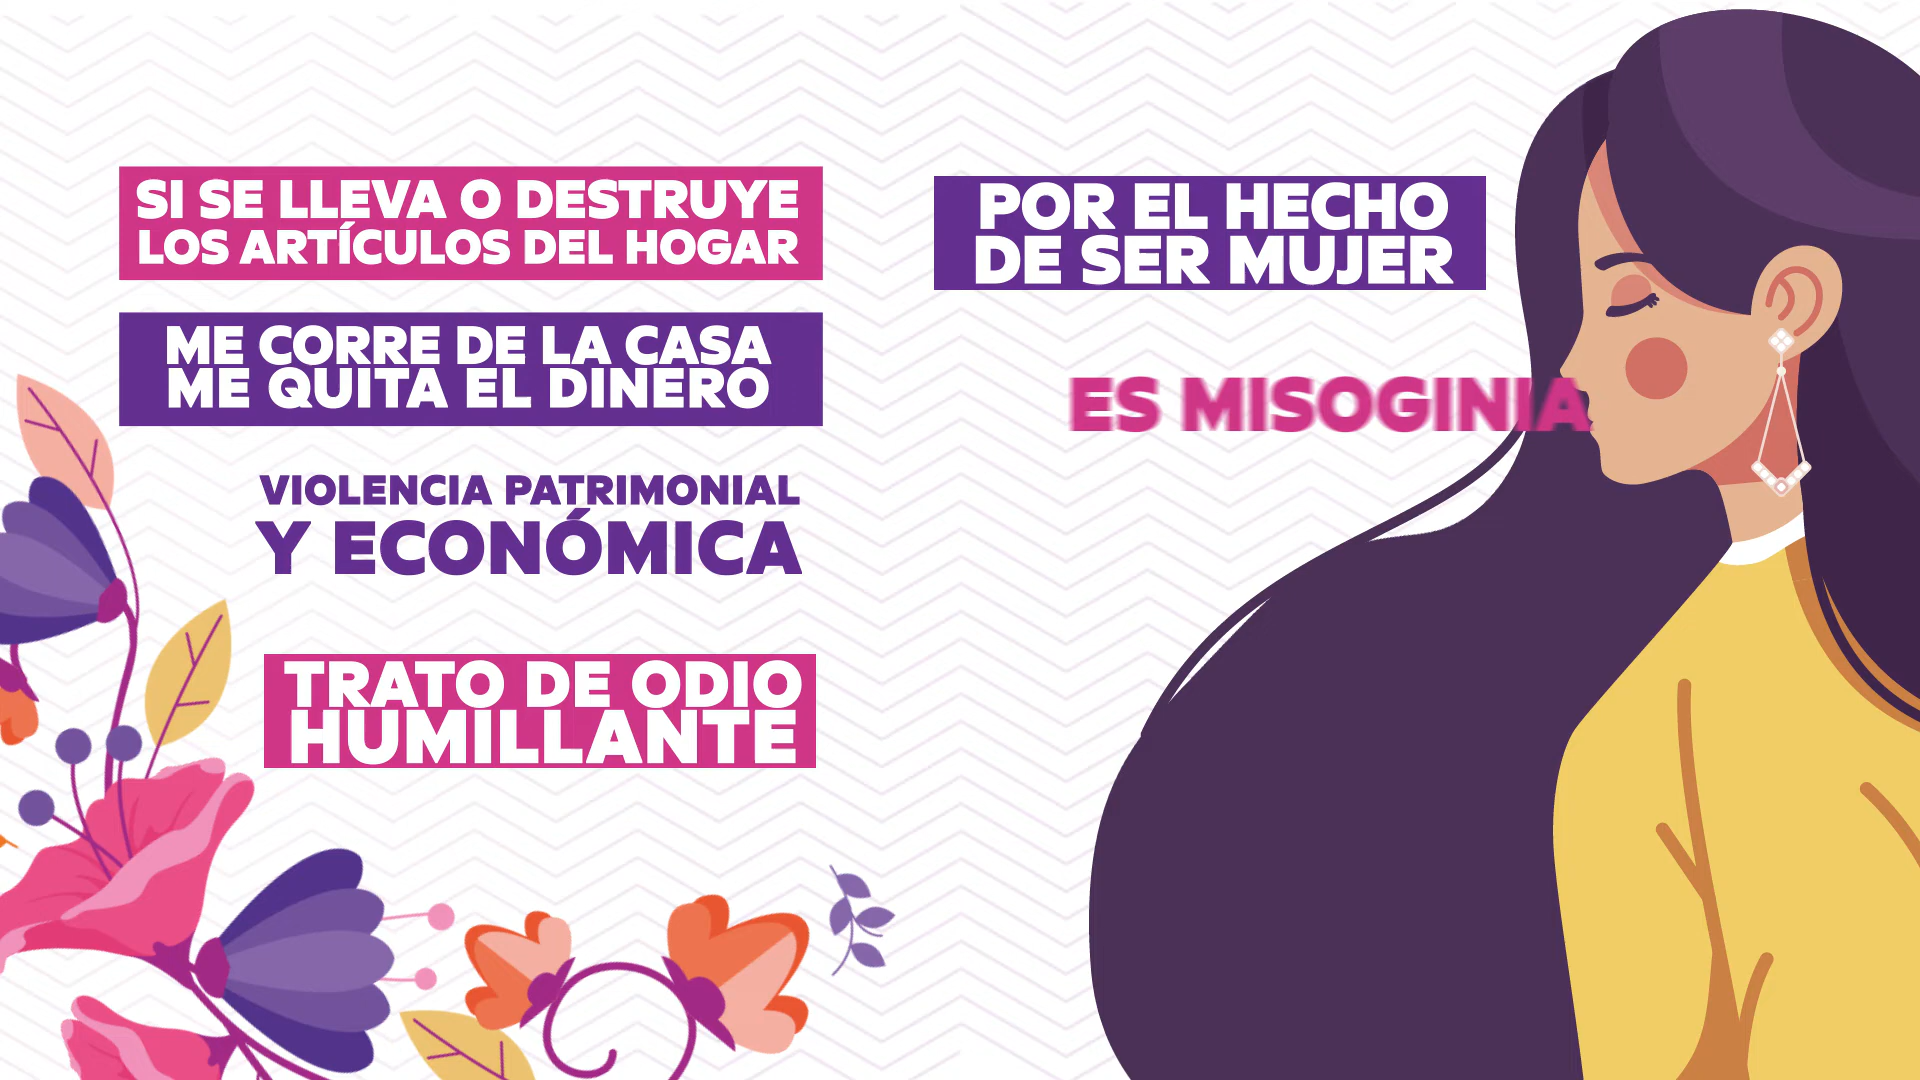 SI SE LLEVA O DESTRUYE
LOS ARTÍCULOS DEL HOGAR
ME CORRE DE LA CASA
ME QUITA EL DINERO
VIOLENCIA PATRIMONIAL
Y ECONÓMICA
TRATO DE ODIO
HUMILLANTE
POR EL HECHO
DE SER MUJER
ES MISOGINIA